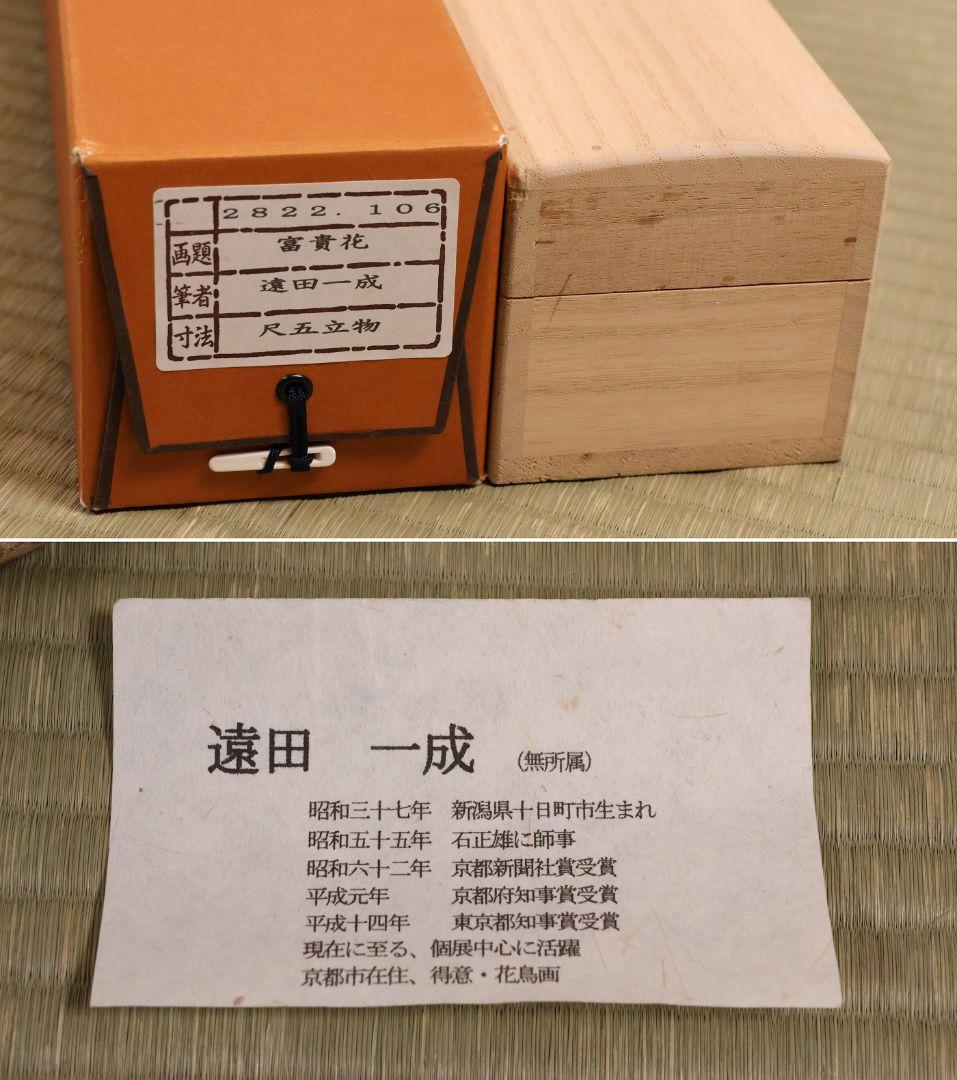 2822.106
画題 富貴花
筆者 遠田一成
寸法 尺五立物
遠田 一成 (無所属)
昭和三十七年 新潟県十日町市生まれ
昭和五十五年 石正雄に師事
昭和六十二年 京都新聞社賞受賞
平成元年 京都府知事賞受賞
平成十四年 東京都知事賞受賞
現在に至る、個展中心に活躍
京都市在住、得意・花鳥画